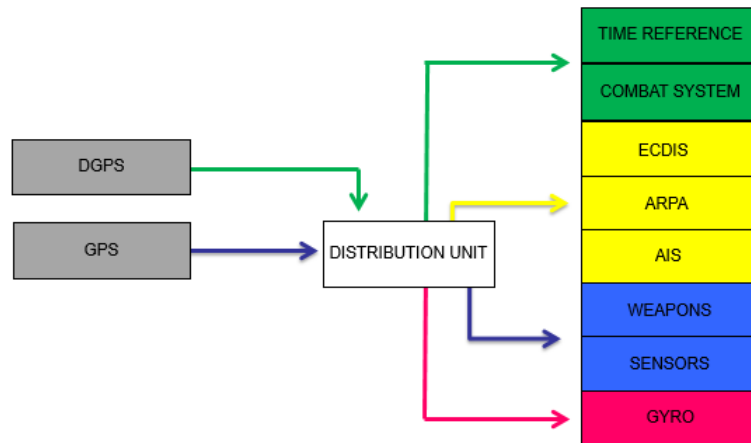 TIME REFERENCE
COMBAT SYSTEM
ECDIS
DGPS
ARPA
GPS
DISTRIBUTION UNIT
AIS
WEAPONS
SENSORS
GYRO